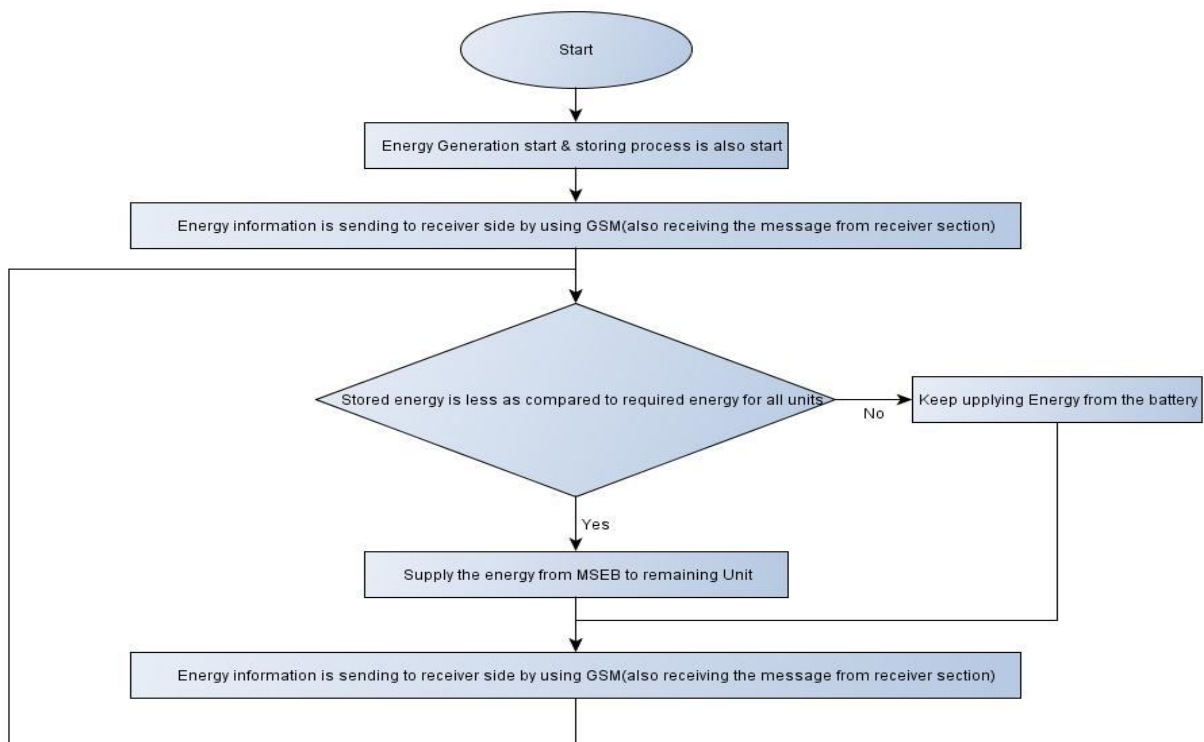 Start
Energy Generation start & storing process is also start
Energy information is sending to receiver side by using GSM(also receiving the message from receiver section)
Stored energy is less as compared to required energy for all units
No
Keep upplying Energy from the battery
Yes
Supply the energy from MSEB to remaining Unit
Energy information is sending to receiver side by using GSM(also receiving the message from receiver section)